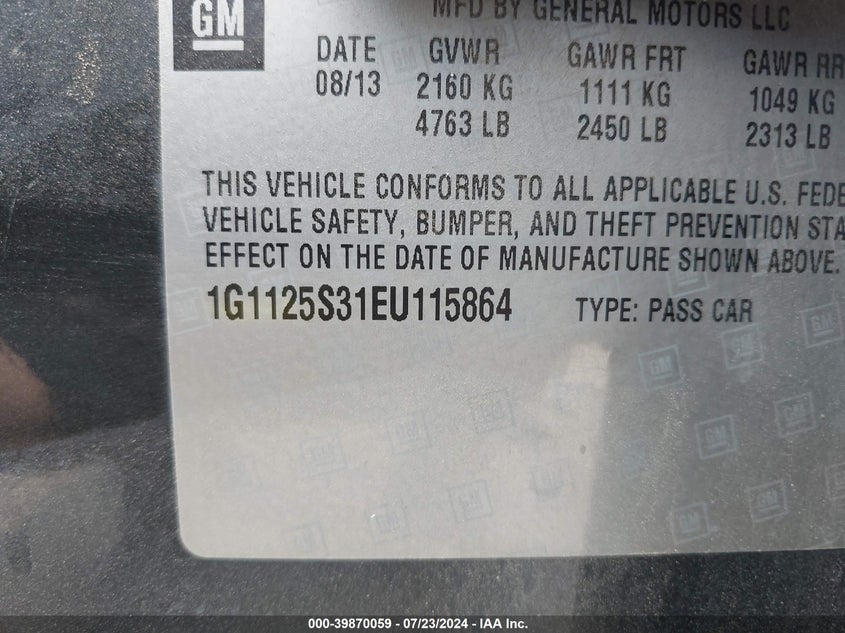 GM
MFD BY GENERAL MOTORS LLC
DATE GVWR GAWR FRT GAWR RR
08/13 2160 KG 1111 KG 1049 KG
4763 LB 2450 LB 2313 LB
THIS VEHICLE CONFORMS TO ALL APPLICABLE U.S. FEDE
VEHICLE SAFETY, BUMPER, AND THEFT PREVENTION STA
EFFECT ON THE DATE OF MANUFACTURE SHOWN ABOVE.
1G1125S31EU115864 TYPE: PASS CAR
000-39870059 / 07/23/2024 - IAA Inc.